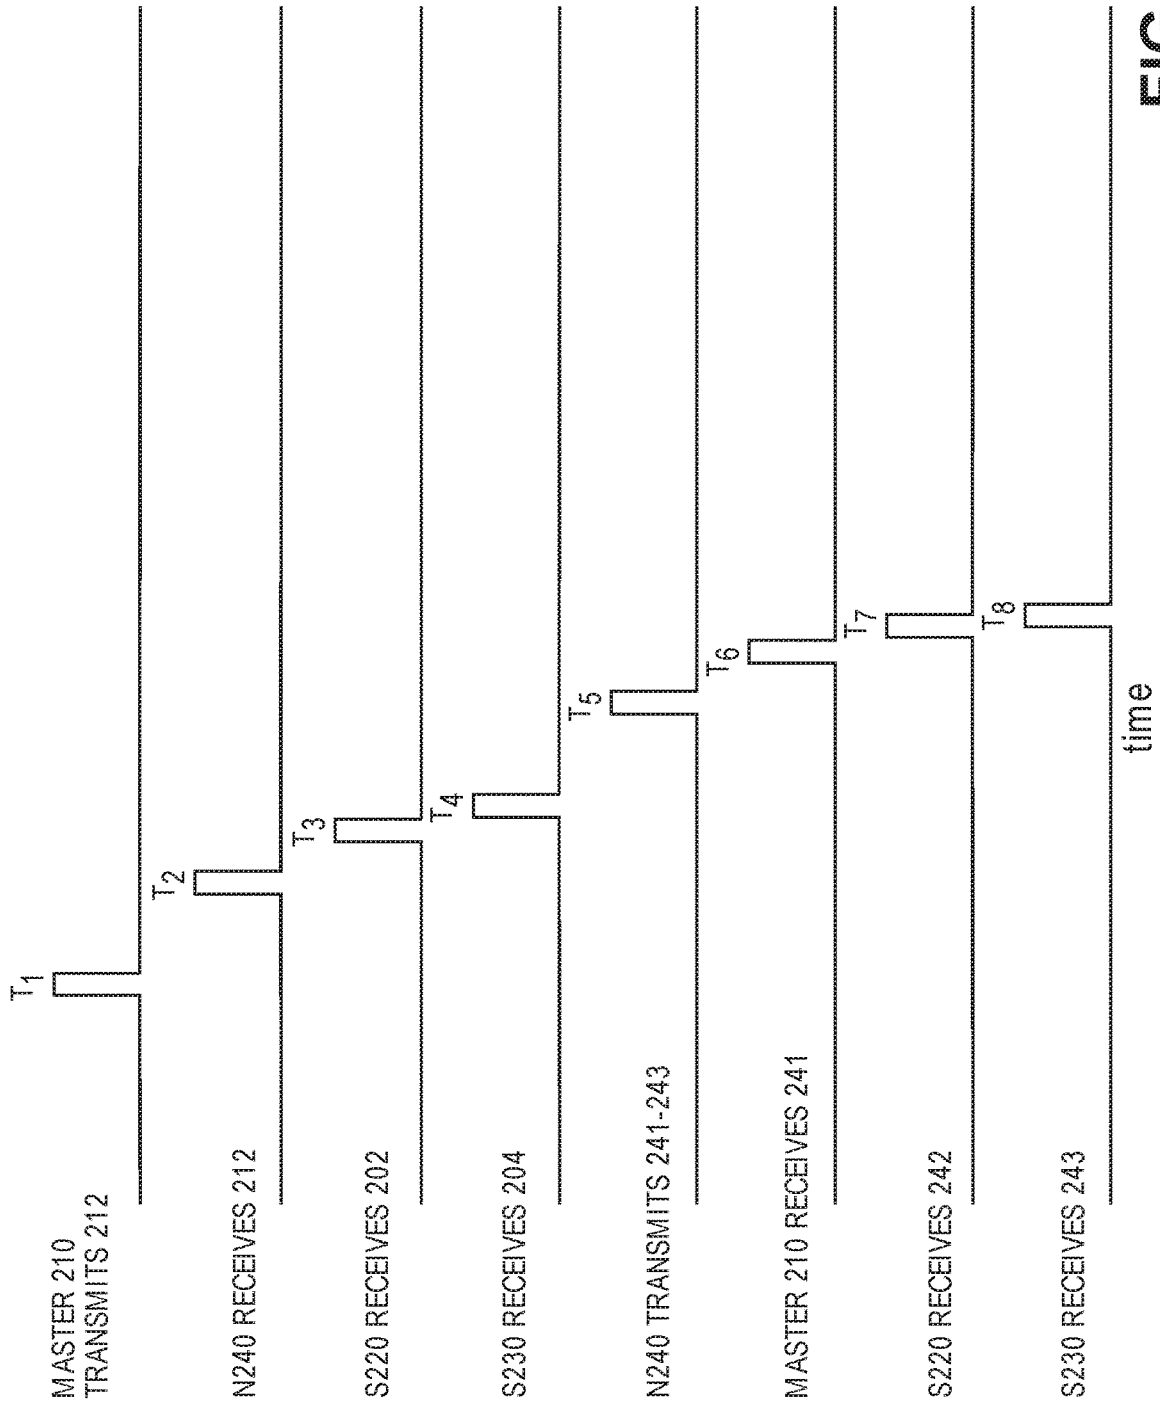 MASTER 210
TRANSMITS 212
T1
N240 RECEIVES 212
T2
S220 RECEIVES 202
T3
S230 RECEIVES 204
T4
N240 TRANSMITS 241-243
T5
MASTER 210 RECEIVES 241
T6
S220 RECEIVES 242
T7
S230 RECEIVES 243
T8
time